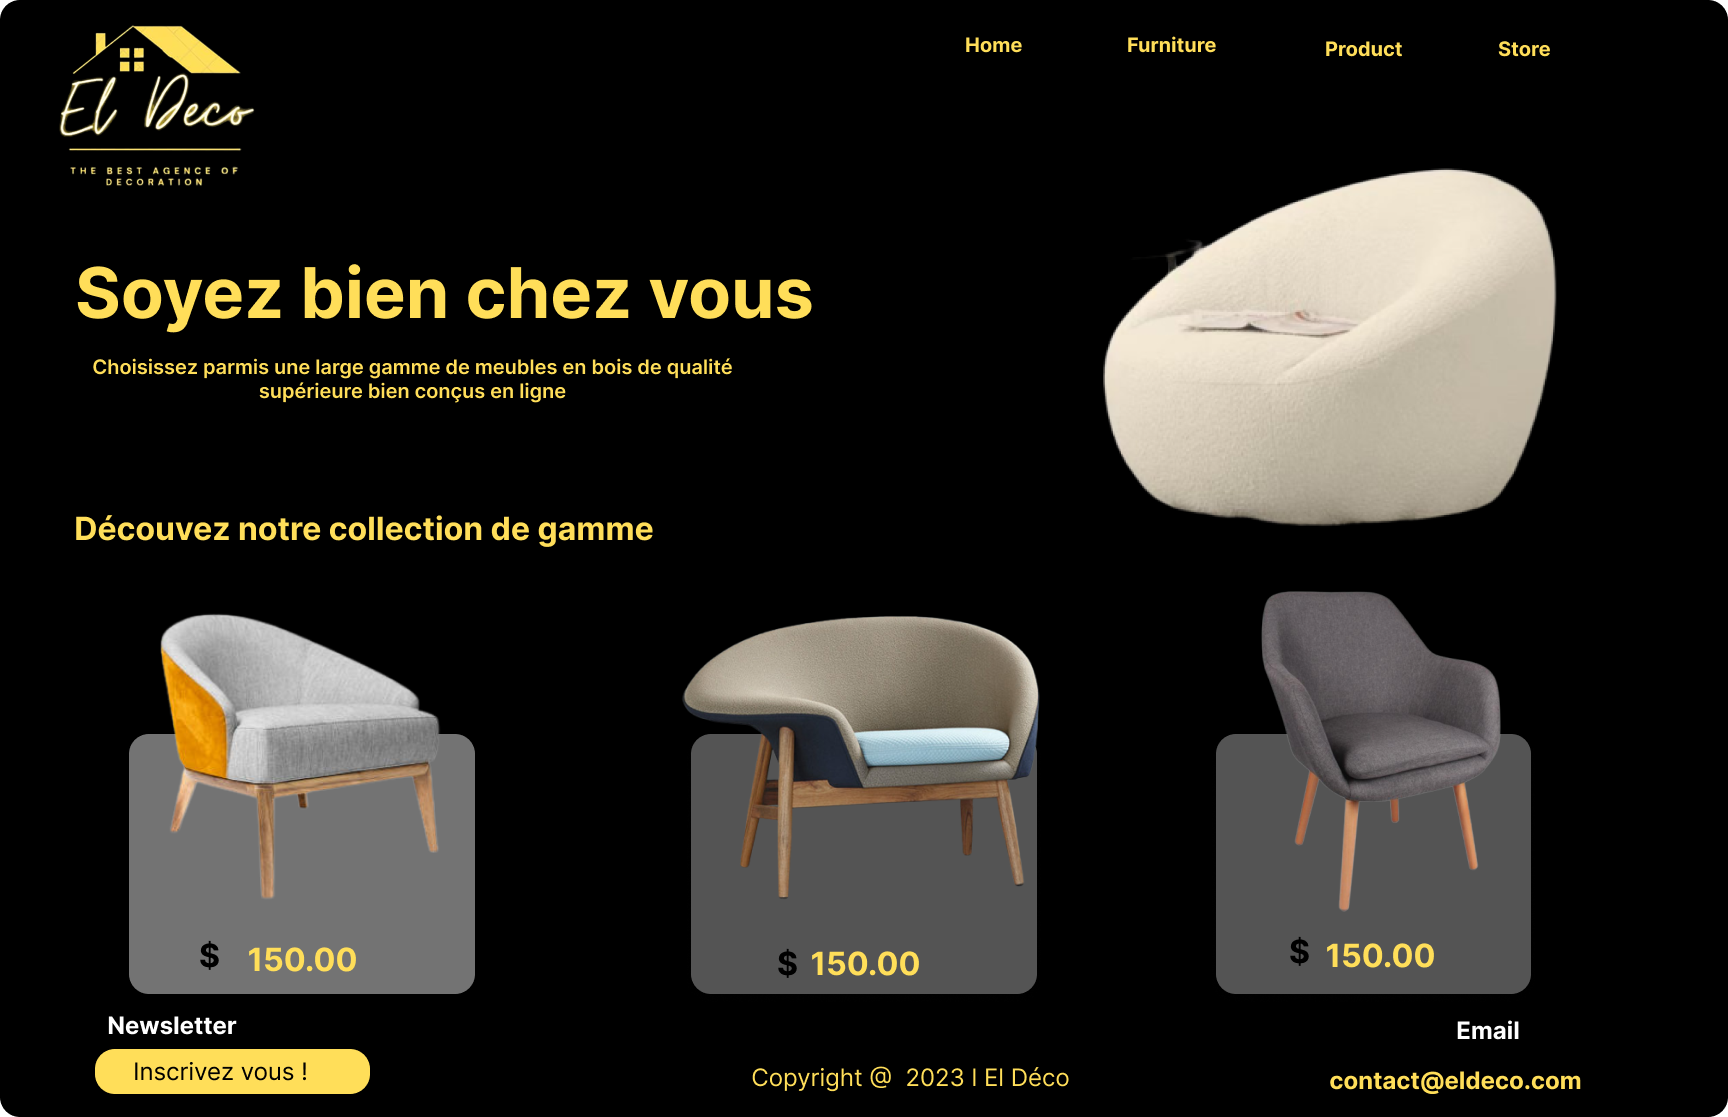 El Deco
THE BEST AGENCE OF
DECORATION
Home
Furniture
Product
Store
Soyez bien chez vous
Choisissez parmis une large gamme de meubles en bois de qualité
supérieure bien conçus en ligne
Découvez notre collection de gamme
$ 150.00
$ 150.00
$ 150.00
Newsletter
Inscrivez vous !
Copyright @ 2023 I El Déco
Email
contact@eldeco.com